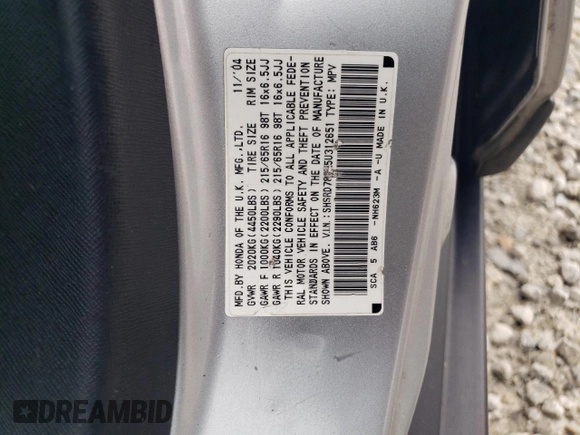 MFD.BY HONDA OF THE U.K. MFG.,LTD. 11/'04
GVWR 2020KG(4450LBS) TIRE SIZE RIM SIZE
GAWR F 1000KG(2200LBS) 215/65R16 98T 16x6.5JJ
GAWR R 1040KG(2290LBS) 215/65R16 98T 16x6.5JJ
THIS VEHICLE CONFORMS TO ALL APPLICABLE FEDE-
RAL MOTOR VEHICLE SAFETY AND THEFT PREVENTION
STANDARDS IN EFFECT ON THE DATE OF MANUFACTURE
SHOWN ABOVE. V.I.N.: TYPE: MPV
SCA 5 AB6 -NH623M -A -U MADE IN U.K.
DREAMBID